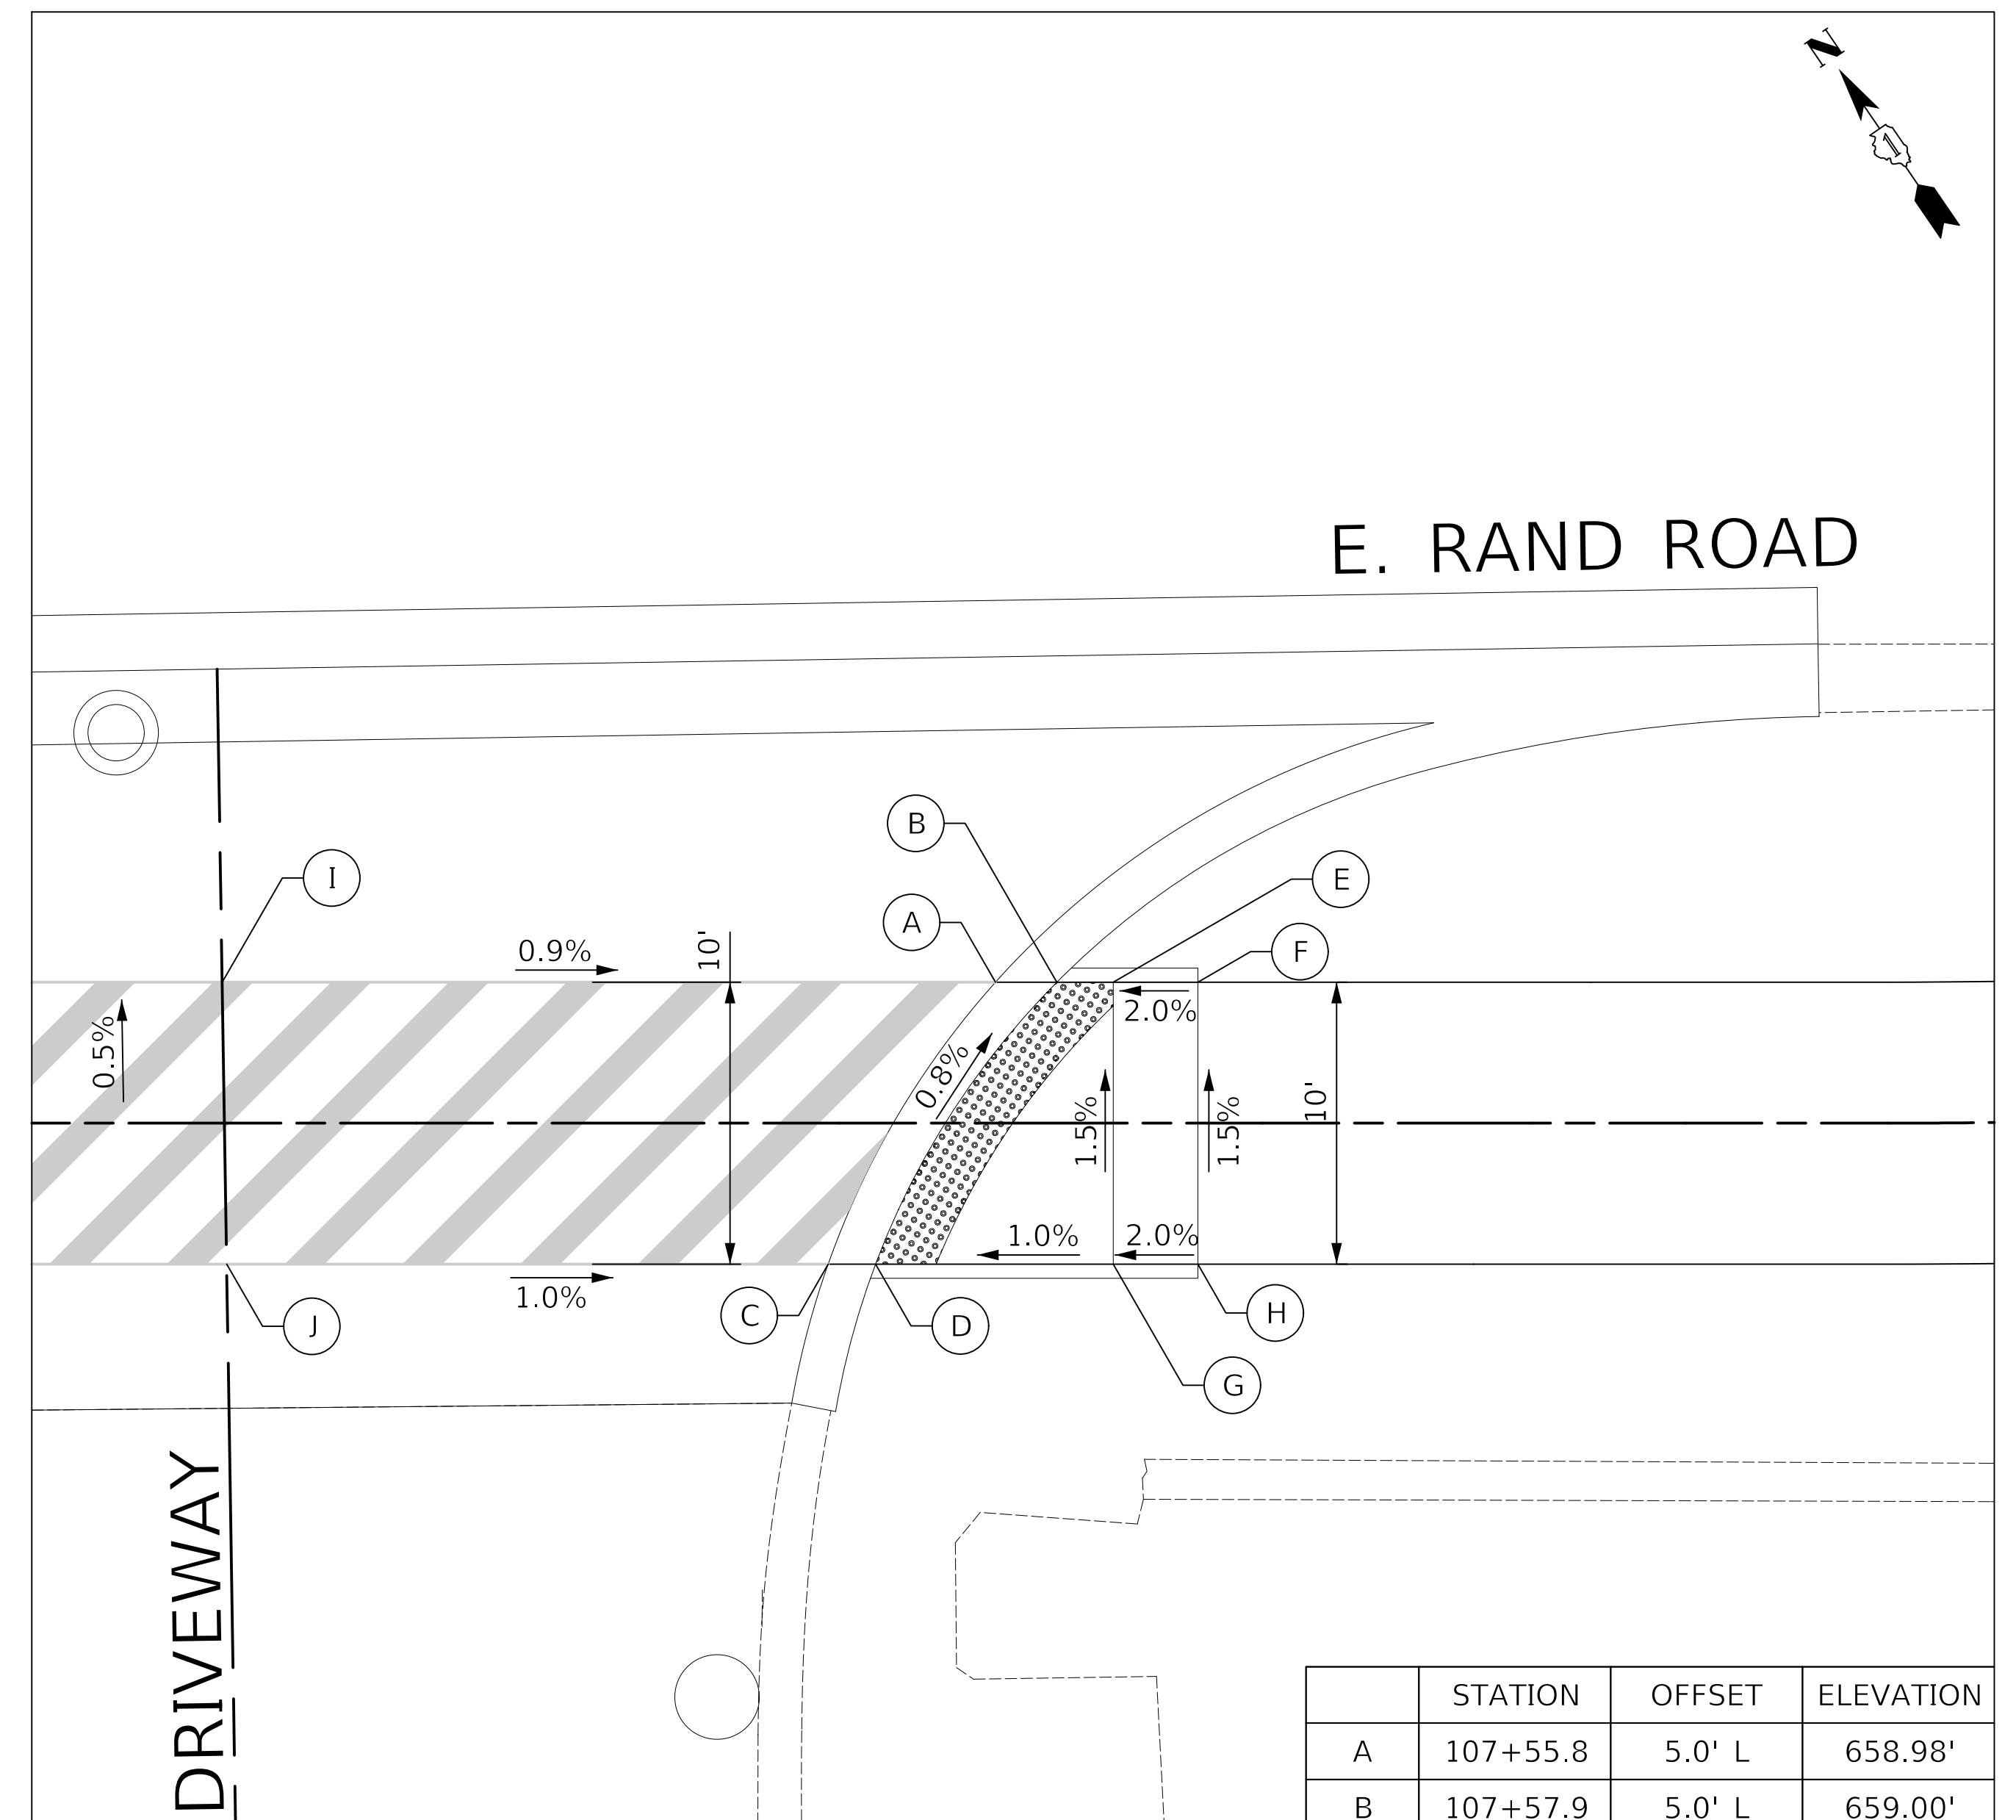 N
1
E. RAND ROAD
B
E
I
A
F
0.9%
10'
2.0%
0.5%
0.8%
1.5%
1.5%
10'
1.0%
2.0%
1.0%
C
D
H
J
G
DRIVEWAY
STATION OFFSET ELEVATION
A 107+55.8 5.0' L 658.98'
B 107+57.9 5.0' L 659.00'